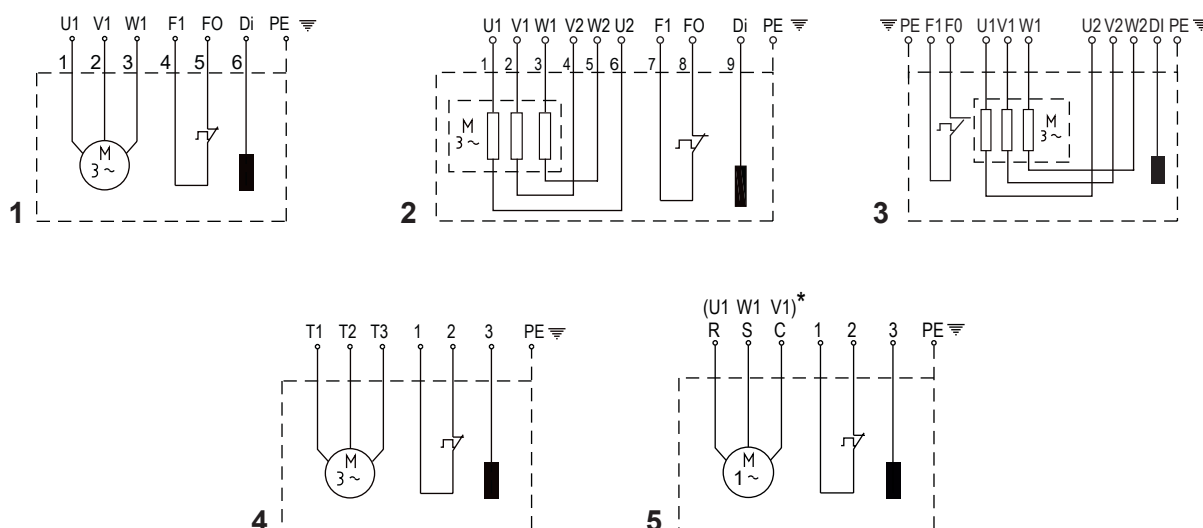 U1 V1 W1 F1 FO Di PE
1 2 3 4 5 6
M
3 ~
1
U1 V1 W1 V2 W2 U2 F1 FO Di PE
1 2 3 4 5 6 7 8 9
M
3 ~
2
PE F1 F0 U1 V1 W1 U2 V2 W2 DI PE
M
3 ~
3
T1 T2 T3 1 2 3 PE
M
3 ~
4
(U1 W1 V1)*
R S C 1 2 3 PE
M
1 ~
5